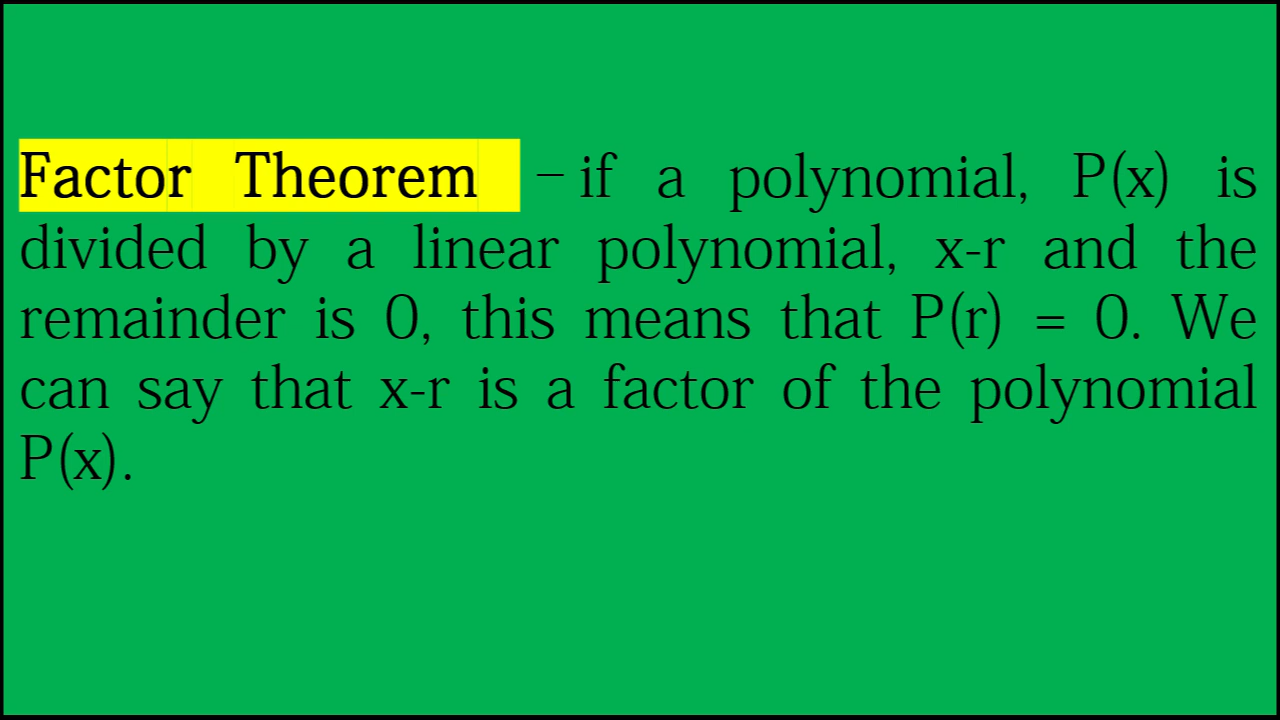 Factor Theorem – if a polynomial, P(x) is
divided by a linear polynomial, x-r and the
remainder is 0, this means that P(r) = 0. We
can say that x-r is a factor of the polynomial
P(x).